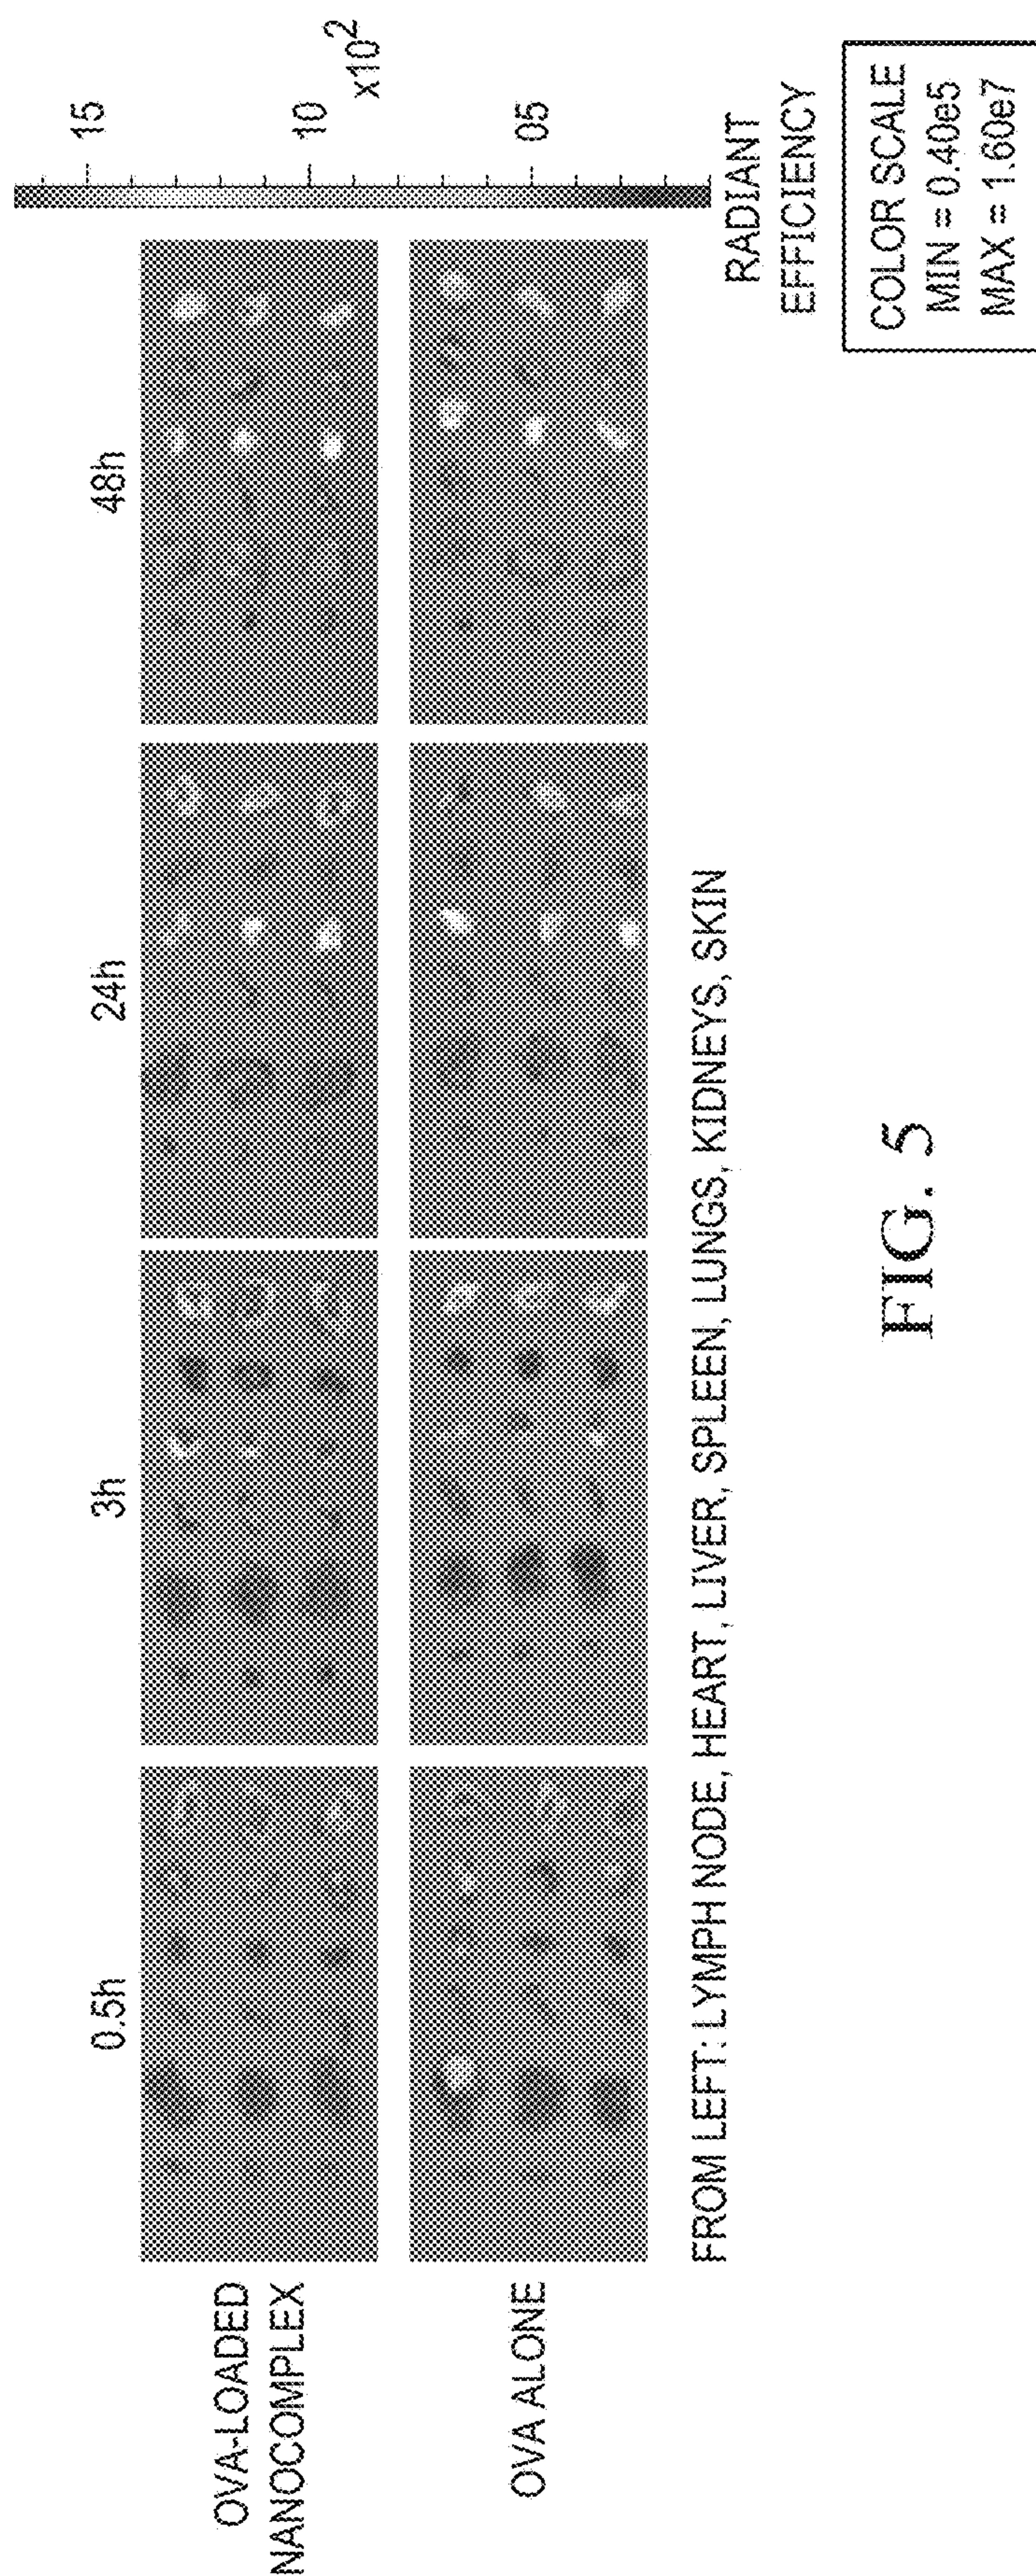 0.5h
3h
24h
48h
OVA-LOADED
NANOCOMPLEX
OVA ALONE
15
10
x10²
05
RADIANT
EFFICIENCY
COLOR SCALE
MIN = 0.40e5
MAX = 1.60e7
FROM LEFT: LYMPH NODE, HEART, LIVER, SPLEEN, LUNGS, KIDNEYS, SKIN
FIG. 5